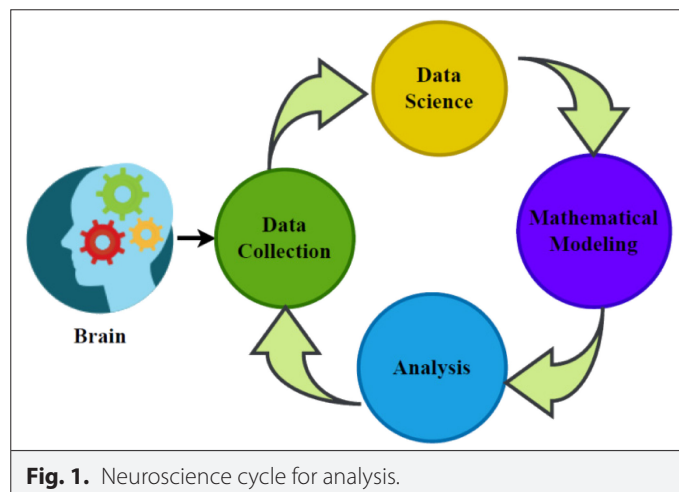 Data
Science
Data
Collection
Mathematical
Modeling
Brain
Analysis
Fig. 1. Neuroscience cycle for analysis.